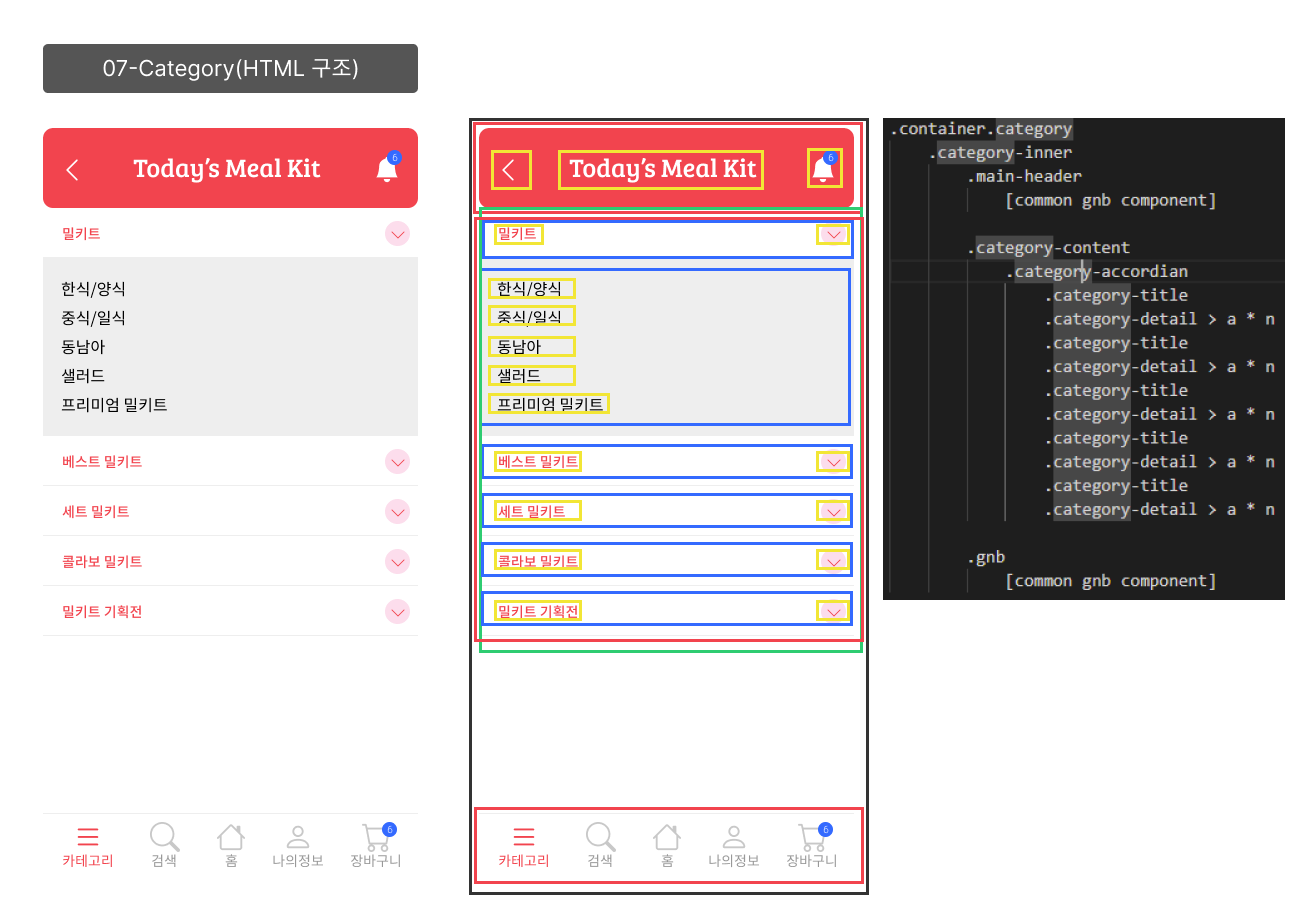 07-Category(HTML 구조)
Today's Meal Kit
6
밀키트
한식/양식
중식/일식
동남아
샐러드
프리미엄 밀키트
베스트 밀키트
세트 밀키트
콜라보 밀키트
밀키트 기획전
6
카테고리 검색 홈 나의정보 장바구니
Today's Meal Kit
6
밀키트
한식/양식
중식/일식
동남아
샐러드
프리미엄 밀키트
베스트 밀키트
세트 밀키트
콜라보 밀키트
밀키트 기획전
6
카테고리 검색 홈 나의정보 장바구니
.container.category
.category-inner
.main-header
[common gnb component]
.category-content
.category-accordian
.category-title
.category-detail > a * n
.category-title
.category-detail > a * n
.category-title
.category-detail > a * n
.category-title
.category-detail > a * n
.category-title
.category-detail > a * n
.gnb
[common gnb component]